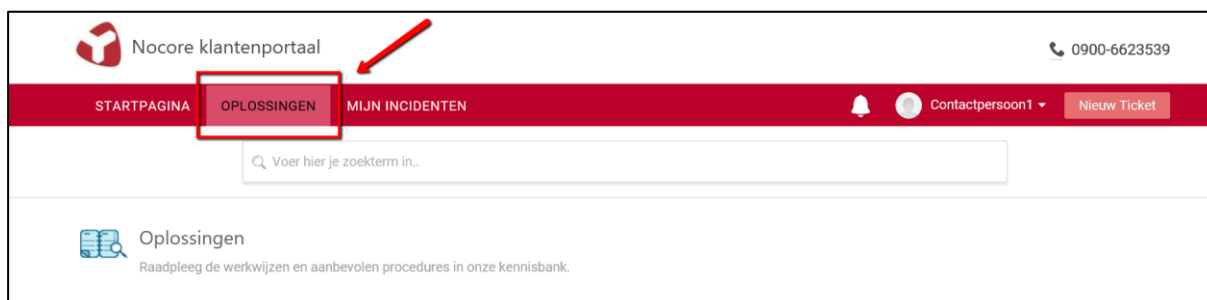 Nocore klantenportaal
0900-6623539
STARTPAGINA OPLOSSINGEN MIJN INCIDENTEN Contactpersoon1 Nieuw Ticket
Voer hier je zoekterm in..
Oplossingen
Raadpleeg de werkwijzen en aanbevolen procedures in onze kennisbank.